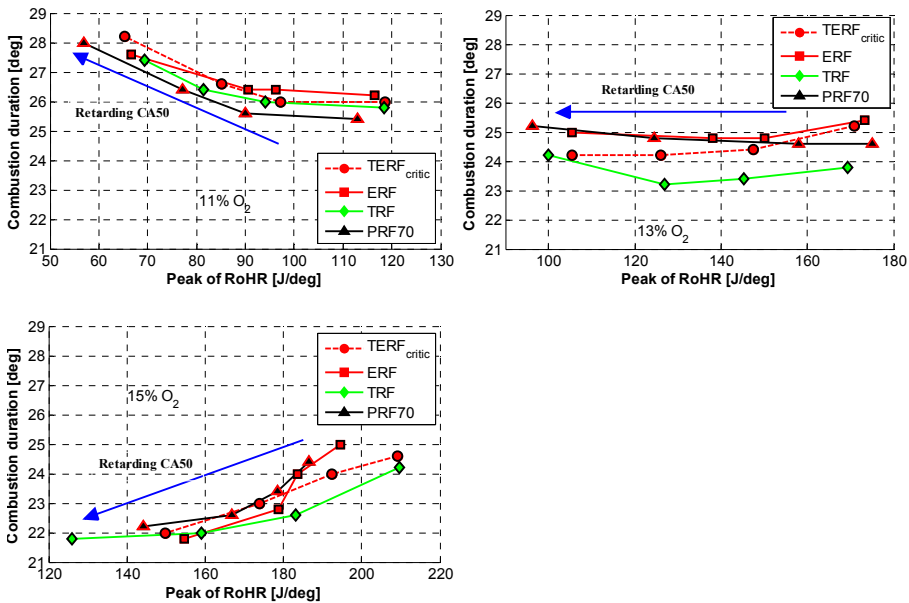 Combustion duration [deg]
29
28
27
26
25
24
23
22
21
Retarding CA50
11% O2
TERFcritic
ERF
TRF
PRF70
50 60 70 80 90 100 110 120 130
Peak of RoHR [J/deg]
Combustion duration [deg]
29
28
27
26
25
24
23
22
21
TERFcritic
ERF
TRF
PRF70
Retarding CA50
13% O2
100 120 140 160 180
Peak of RoHR [J/deg]
Combustion duration [deg]
29
28
27
26
25
24
23
22
21
TERFcritic
ERF
TRF
PRF70
15% O2
Retarding CA50
120 140 160 180 200 220
Peak of RoHR [J/deg]